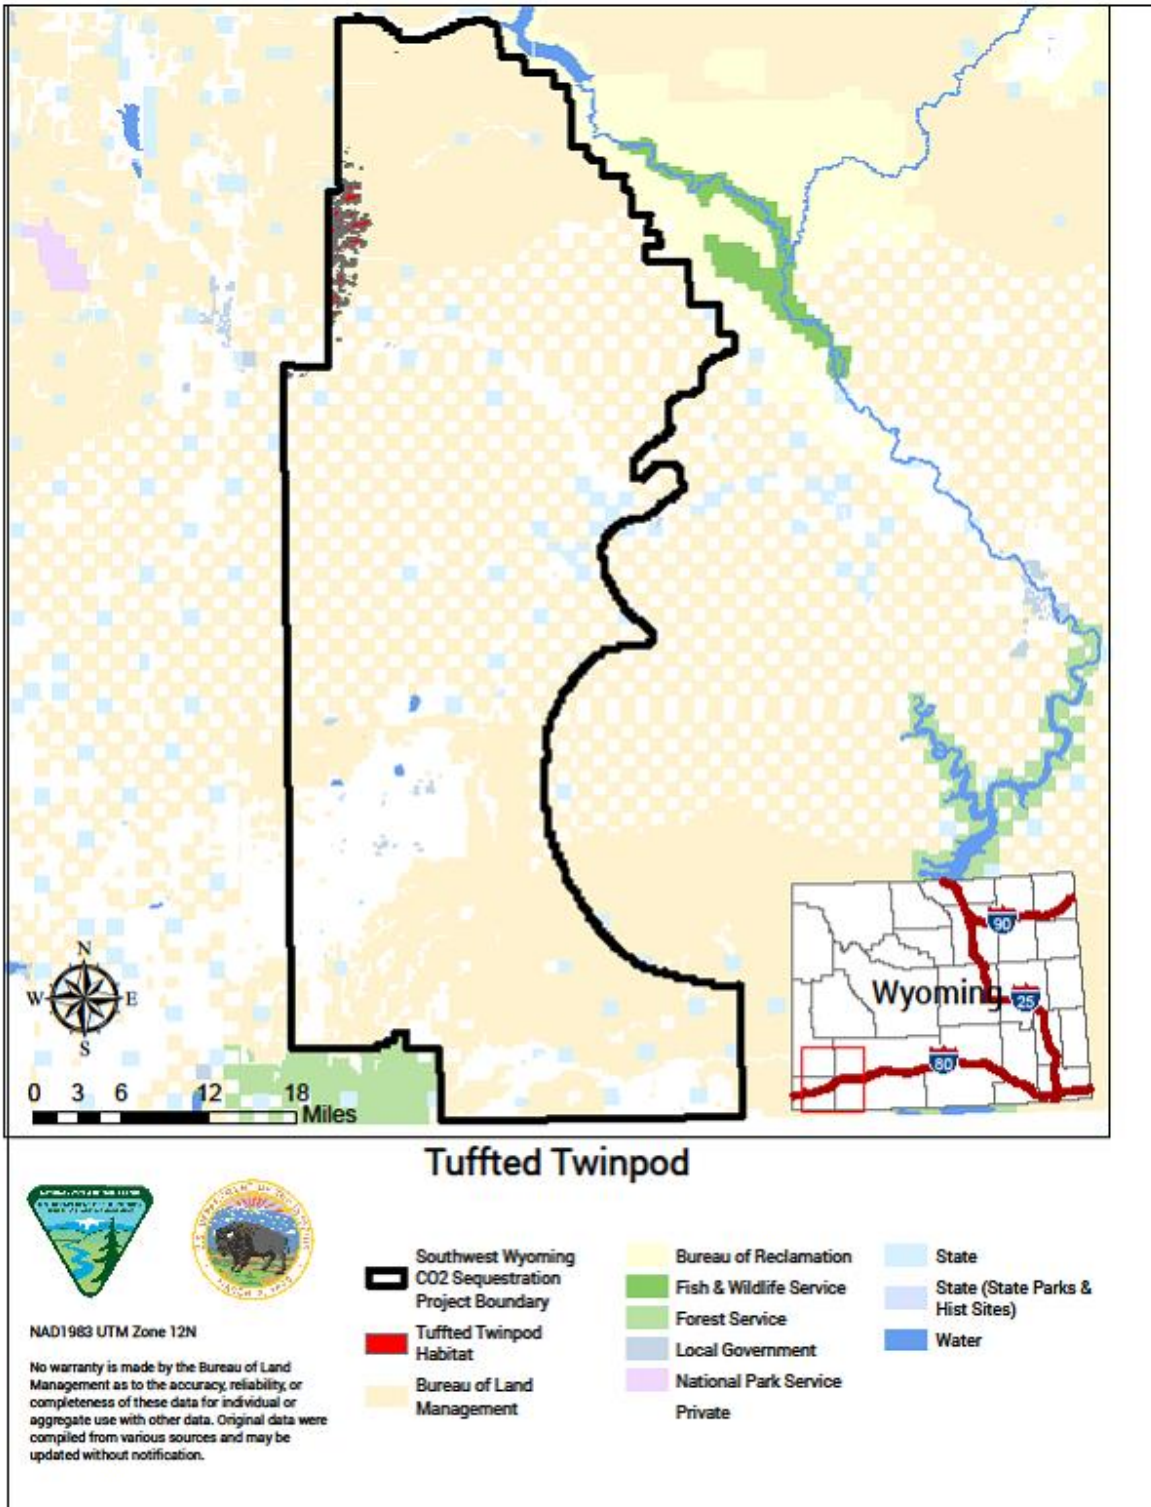 90
Wyoming
25
80
N
W E
S
0 3 6 12 18
Miles
Tuffted Twinpod
NAD1983 UTM Zone 12N
No warranty is made by the Bureau of Land
Management as to the accuracy, reliability, or
completeness of these data for individual or
aggregate use with other data. Original data were
compiled from various sources and may be
updated without notification.
Southwest Wyoming
CO2 Sequestration
Project Boundary
Tuffted Twinpod
Habitat
Bureau of Land
Management
Bureau of Reclamation
Fish & Wildlife Service
Forest Service
Local Government
National Park Service
Private
State
State (State Parks &
Hist Sites)
Water